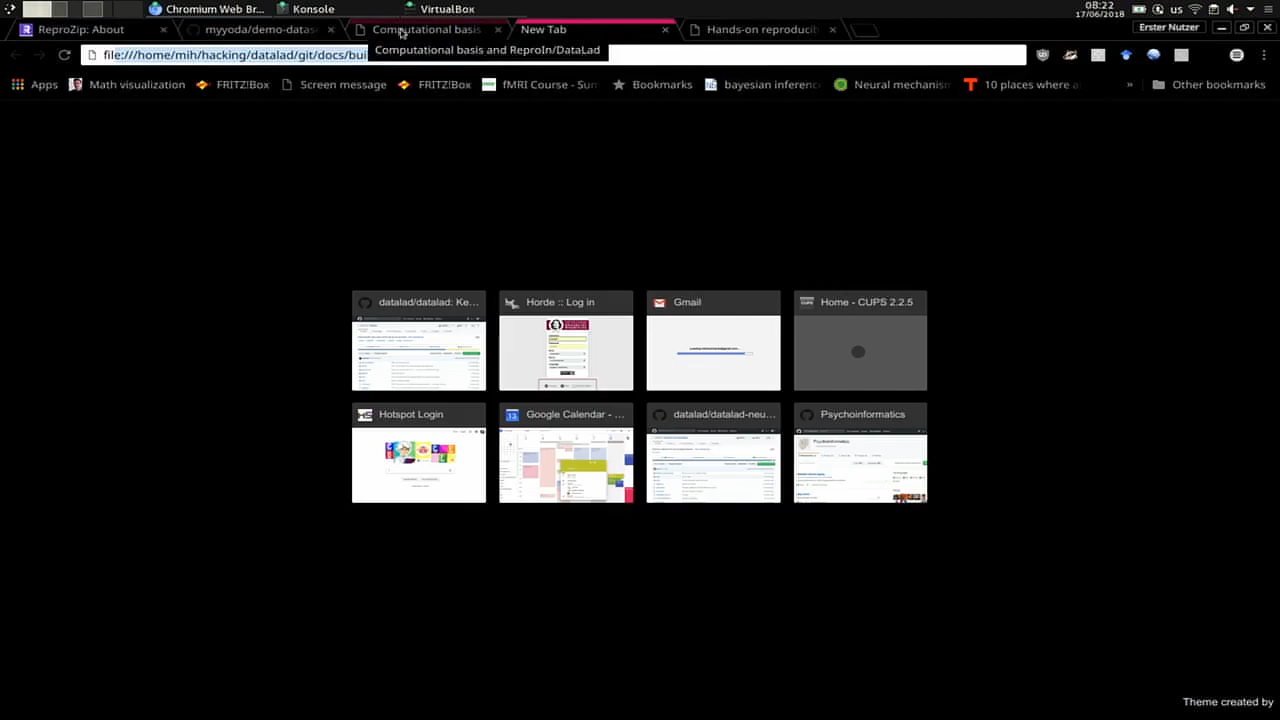 Chromium Web Br...
Konsole
VirtualBox
08:22
17/06/2018
us
ReproZip: About
myyoda/demo-datas
Computational basis
New Tab
Hands-on reproducib
Erster Nutzer
file:///home/mih/hacking/datalad/git/docs/bui
Computational basis and ReproIn/DataLad
Apps
Math visualization
FRITZ!Box
Screen message
FRITZ!Box
fMRI Course - Sum
Bookmarks
bayesian inferenc
Neural mechanism
10 places where a
»
Other bookmarks
datalad/datalad: Ke...
Horde :: Log in
Gmail
Home - CUPS 2.2.5
Hotspot Login
Google Calendar - ...
datalad/datalad-neu...
Psychoinformatics
Theme created by